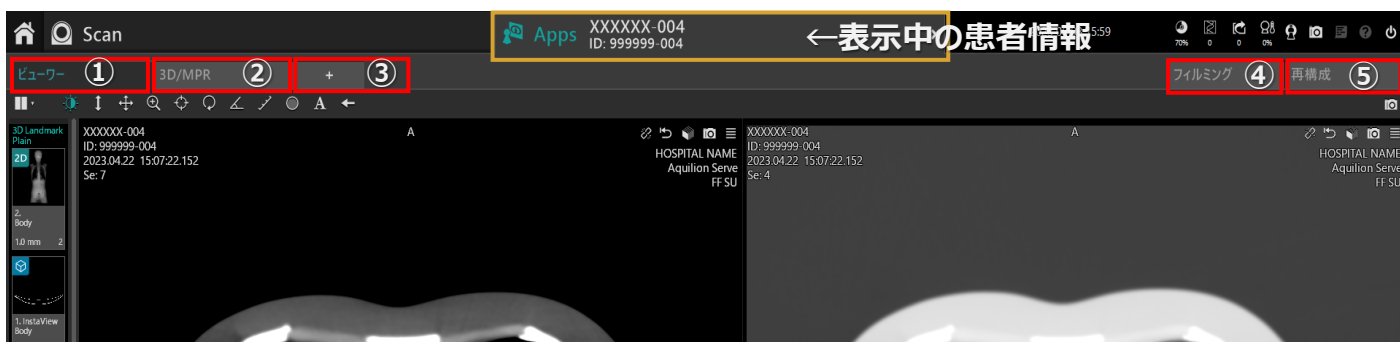 Scan
Apps
XXXXXX-004
ID: 999999-004
←表示中の患者情報
5:59
70%
0
0
0%
ビューワー ①
3D/MPR ②
+ ③
フィルミング ④
再構成 ⑤
A
3D Landmark
Plain
2D
2.
Body
1.0 mm 2
1. InstaView
Body
XXXXXX-004
ID: 999999-004
2023.04.22 15:07:22.152
Se: 7
A
HOSPITAL NAME
Aquilion Serve
FF SU
XXXXXX-004
ID: 999999-004
2023.04.22 15:07:22.152
Se: 4
A
HOSPITAL NAME
Aquilion Serve
FF SU